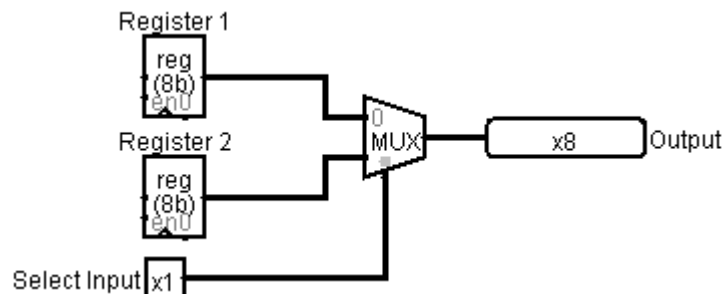 Register 1
reg
(8b)
en0
0
MUX
x8 Output
Register 2
reg
(8b)
en0
Select Input x1